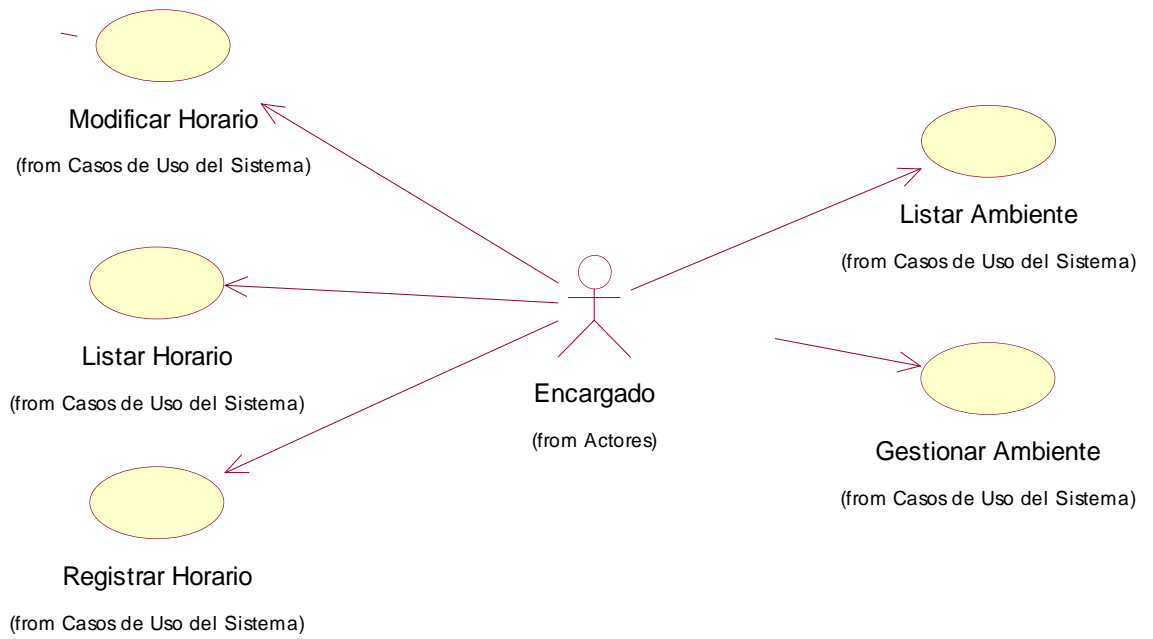 Modificar Horario
(from Casos de Uso del Sistema)
Listar Ambiente
(from Casos de Uso del Sistema)
Listar Horario
(from Casos de Uso del Sistema)
Encargado
(from Actores)
Gestionar Ambiente
(from Casos de Uso del Sistema)
Registrar Horario
(from Casos de Uso del Sistema)